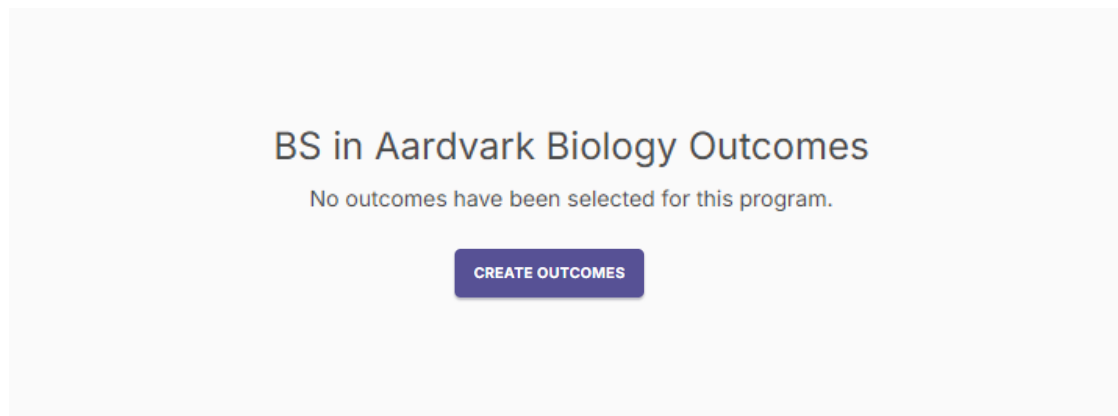 BS in Aardvark Biology Outcomes
No outcomes have been selected for this program.
CREATE OUTCOMES